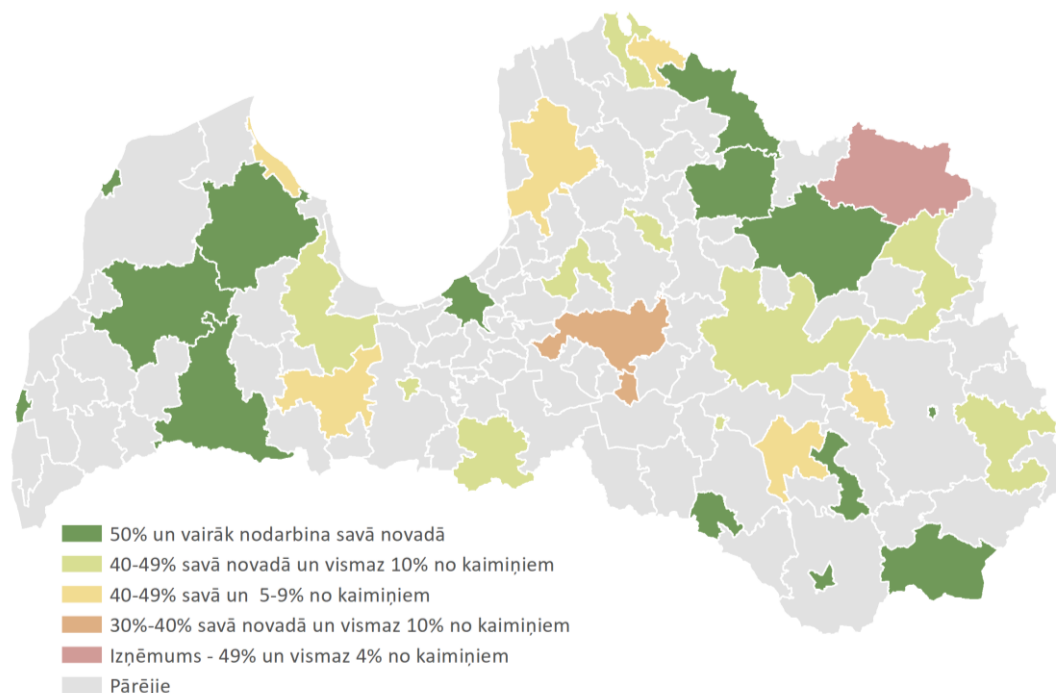 50% un vairāk nodarbina savā novadā
40-49% savā novadā un vismaz 10% no kaimiņiem
40-49% savā un 5-9% no kaimiņiem
30%-40% savā novadā un vismaz 10% no kaimiņiem
Izņēmums - 49% un vismaz 4% no kaimiņiem
Pārējie